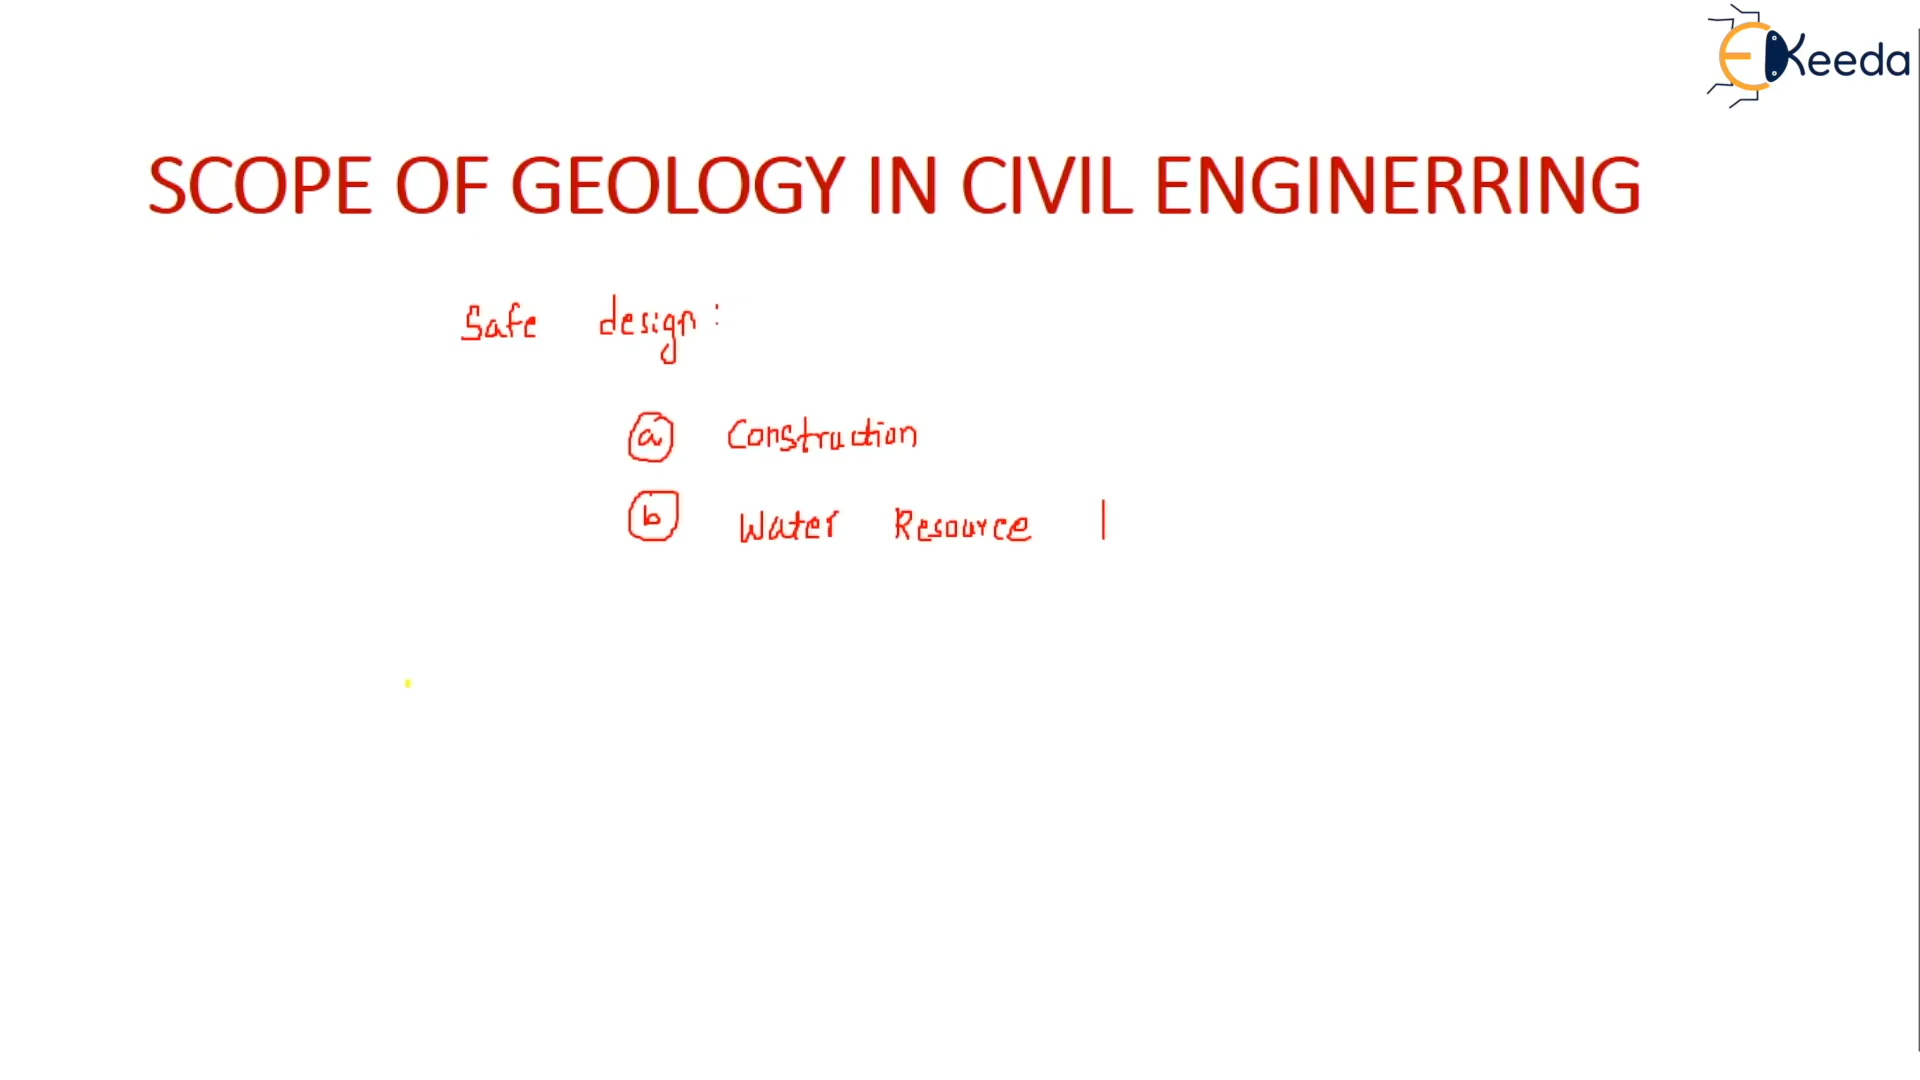 EKeeda
SCOPE OF GEOLOGY IN CIVIL ENGINERRING
Safe design:
a Construction
b Water Resource |